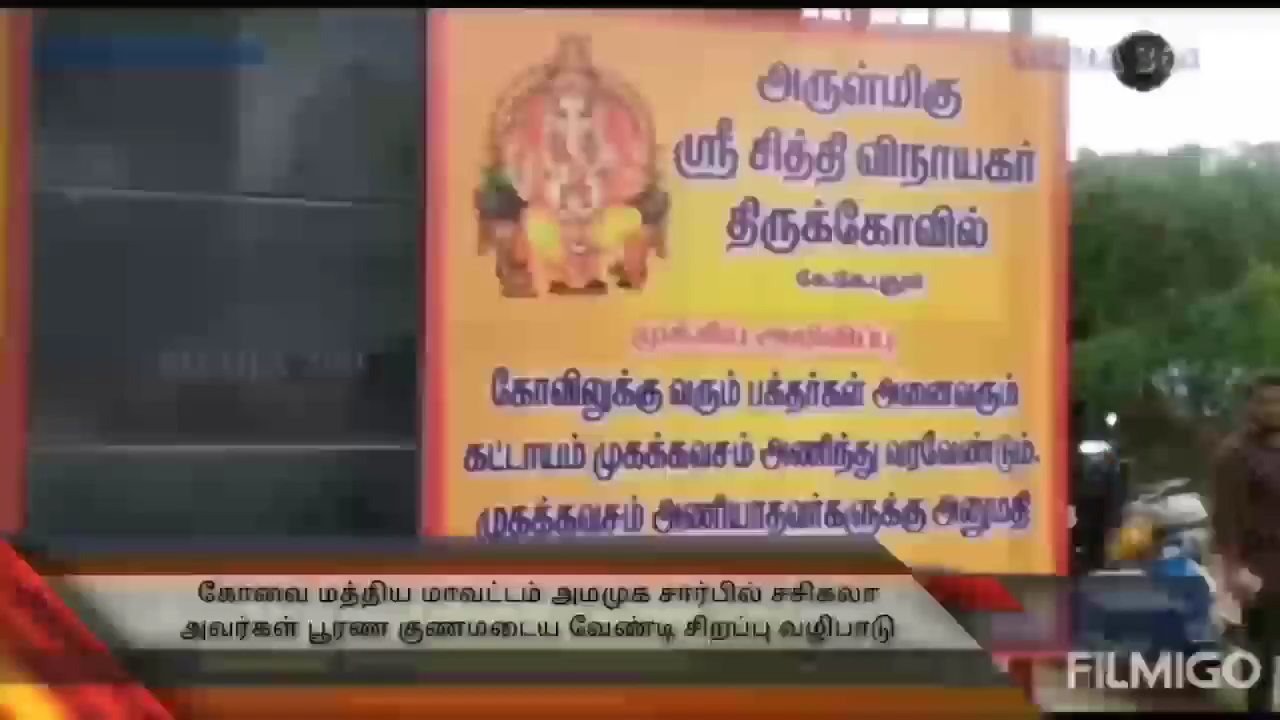 அருள்மிகு
ஸ்ரீ சித்தி விநாயகர்
திருக்கோவில்
முக்கிய அறிவிப்பு
கோவிலுக்கு வரும் பக்தர்கள் அனைவரும்
கட்டாயம் முகக்கவசம் அணிந்து வரவேண்டும்.
முகக்கவசம் அணியாதவர்களுக்கு அனுமதி
கோவை மத்திய மாவட்டம் அமமுக சார்பில் சசிகலா
அவர்கள் பூரண குணமடைய வேண்டி சிறப்பு வழிபாடு
FILMIGO